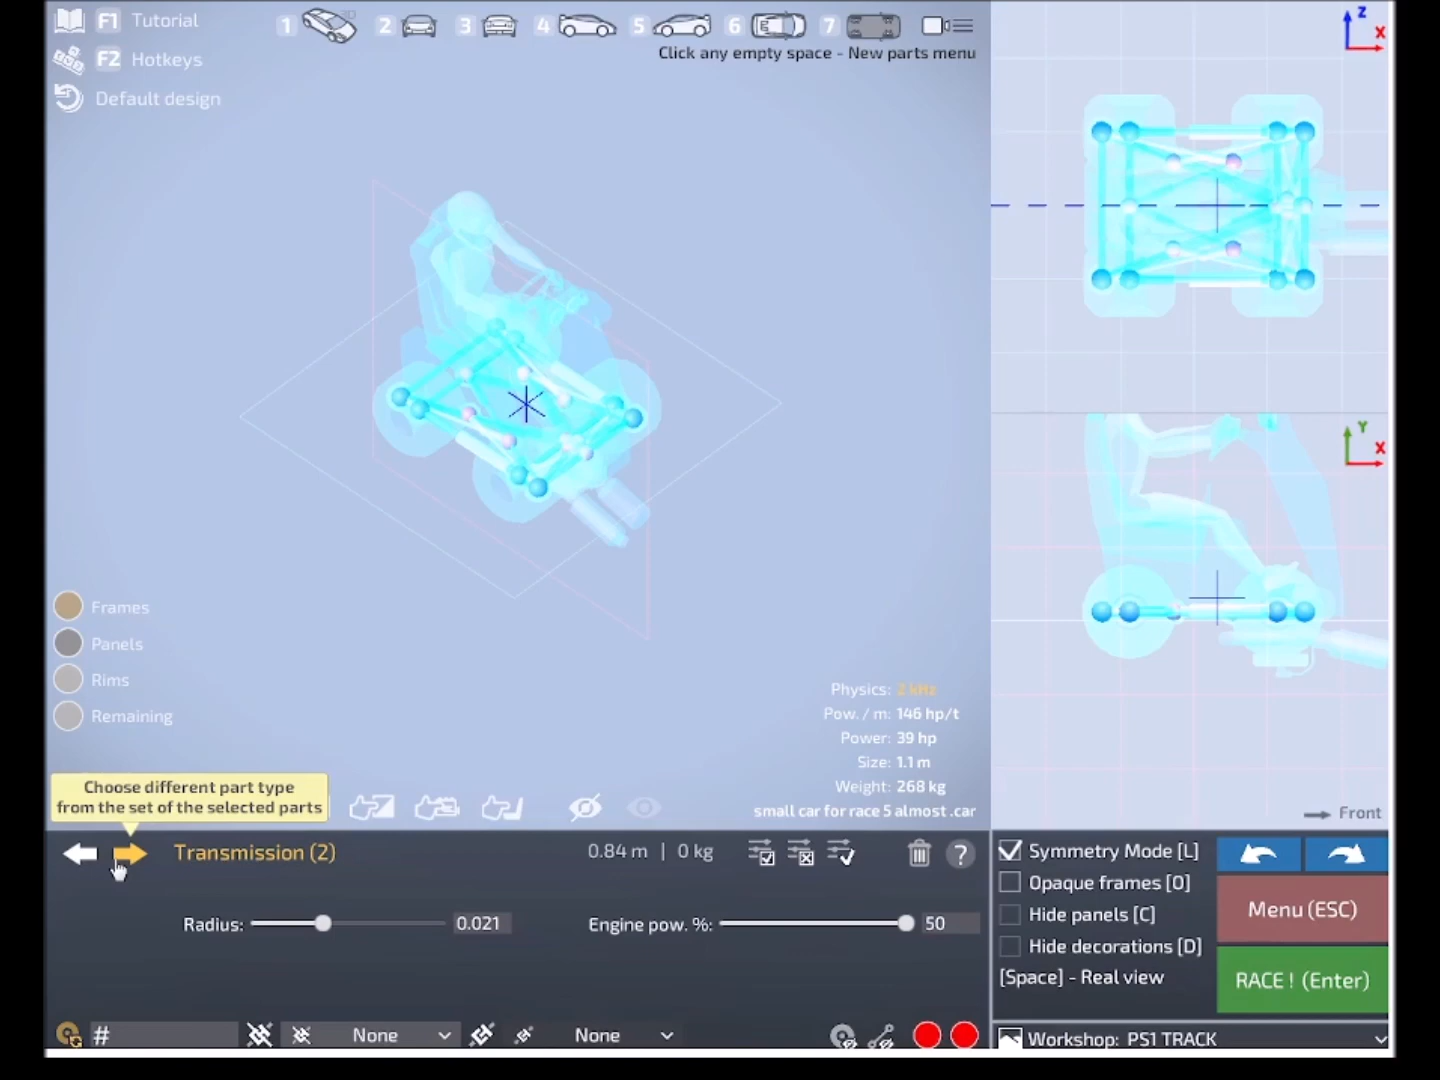 F1 Tutorial
1 2 3 4 5 6 7
Click any empty space - New parts menu
F2 Hotkeys
Default design
Z
X
Y
X
Frames
Panels
Rims
Remaining
Physics: 2 kHz
Pow. / m: 146 hp/t
Power: 39 hp
Size: 1.1 m
Weight: 268 kg
small car for race 5 almost .car
Front
Choose different part type
from the set of the selected parts
Transmission (2)
0.84 m | 0 kg
?
Radius: 0.021
Engine pow. %: 50
# None None
Symmetry Mode [L]
Opaque frames [O]
Hide panels [C]
Hide decorations [D]
[Space] - Real view
Menu (ESC)
RACE ! (Enter)
Workshop: PS1 TRACK